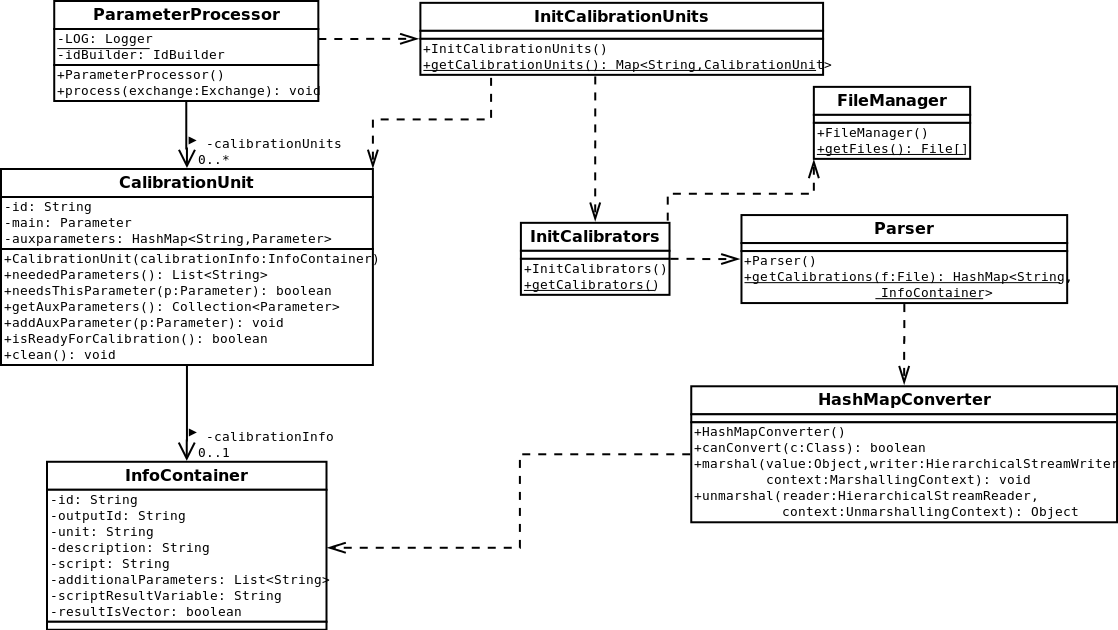 ParameterProcessor
-LOG: Logger
-idBuilder: IdBuilder
+ParameterProcessor()
+process(exchange:Exchange): void
InitCalibrationUnits
+InitCalibrationUnits()
+getCalibrationUnits(): Map<String,CalibrationUnit>
FileManager
+FileManager()
+getFiles(): File[]
-calibrationUnits
0..*
CalibrationUnit
-id: String
-main: Parameter
-auxparameters: HashMap<String,Parameter>
+CalibrationUnit(calibrationInfo:InfoContainer)
+neededParameters(): List<String>
+needsThisParameter(p:Parameter): boolean
+getAuxParameters(): Collection<Parameter>
+addAuxParameter(p:Parameter): void
+isReadyForCalibration(): boolean
+clean(): void
InitCalibrators
+InitCalibrators()
+getCalibrators()
Parser
+Parser()
+getCalibrations(f:File): HashMap<String,
InfoContainer>
HashMapConverter
+HashMapConverter()
+canConvert(c:Class): boolean
+marshal(value:Object,writer:HierarchicalStreamWriter
context:MarshallingContext): void
+unmarshal(reader:HierarchicalStreamReader,
context:UnmarshallingContext): Object
-calibrationInfo
0..1
InfoContainer
-id: String
-outputId: String
-unit: String
-description: String
-script: String
-additionalParameters: List<String>
-scriptResultVariable: String
-resultIsVector: boolean